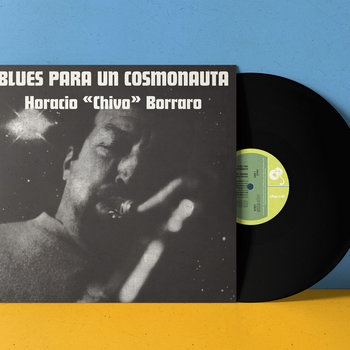 BLUES PARA UN COSMONAUTA
Horacio «Chivo» Borraro